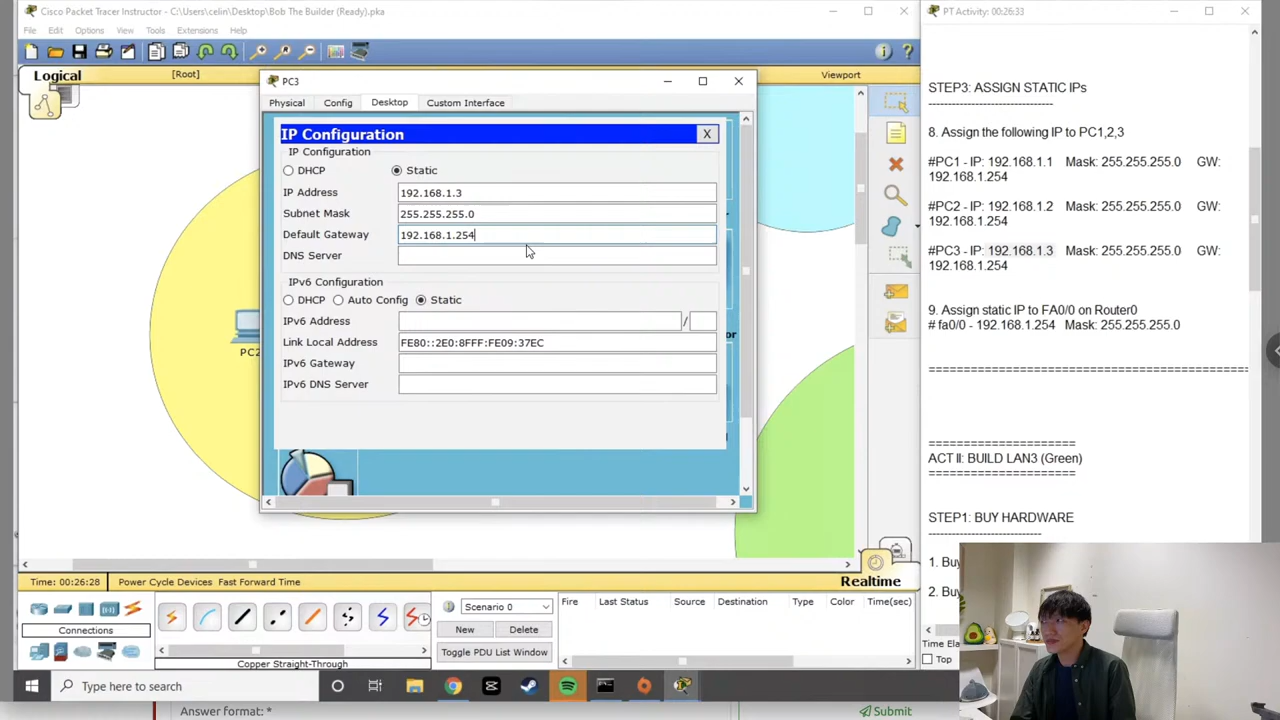 Cisco Packet Tracer Instructor - C:\Users\celin\Desktop\Bob The Builder (Ready).pka
File Edit Options View Tools Extensions Help
Logical [Root] Viewport
PC3
Physical Config Desktop Custom Interface
IP Configuration X
IP Configuration
DHCP Static
IP Address 192.168.1.3
Subnet Mask 255.255.255.0
Default Gateway 192.168.1.254
DNS Server
IPv6 Configuration
DHCP Auto Config Static
IPv6 Address /
Link Local Address FE80::2E0:8FFF:FE09:37EC
IPv6 Gateway
IPv6 DNS Server
PC2
Time: 00:26:28 Power Cycle Devices Fast Forward Time Realtime
Connections
Copper Straight-Through
Scenario 0
New Delete
Toggle PDU List Window
Fire Last Status Source Destination Type Color Time(sec)
PT Activity: 00:26:33
STEP3: ASSIGN STATIC IPs
8. Assign the following IP to PC1,2,3
#PC1 - IP: 192.168.1.1 Mask: 255.255.255.0 GW:
192.168.1.254
#PC2 - IP: 192.168.1.2 Mask: 255.255.255.0 GW:
192.168.1.254
#PC3 - IP: 192.168.1.3 Mask: 255.255.255.0 GW:
192.168.1.254
9. Assign static IP to FA0/0 on Router0
# fa0/0 - 192.168.1.254 Mask: 255.255.255.0
ACT II: BUILD LAN3 (Green)
STEP1: BUY HARDWARE
1. Buy
2. Buy
Time Ela
Top
Type here to search
Answer format: *
Submit